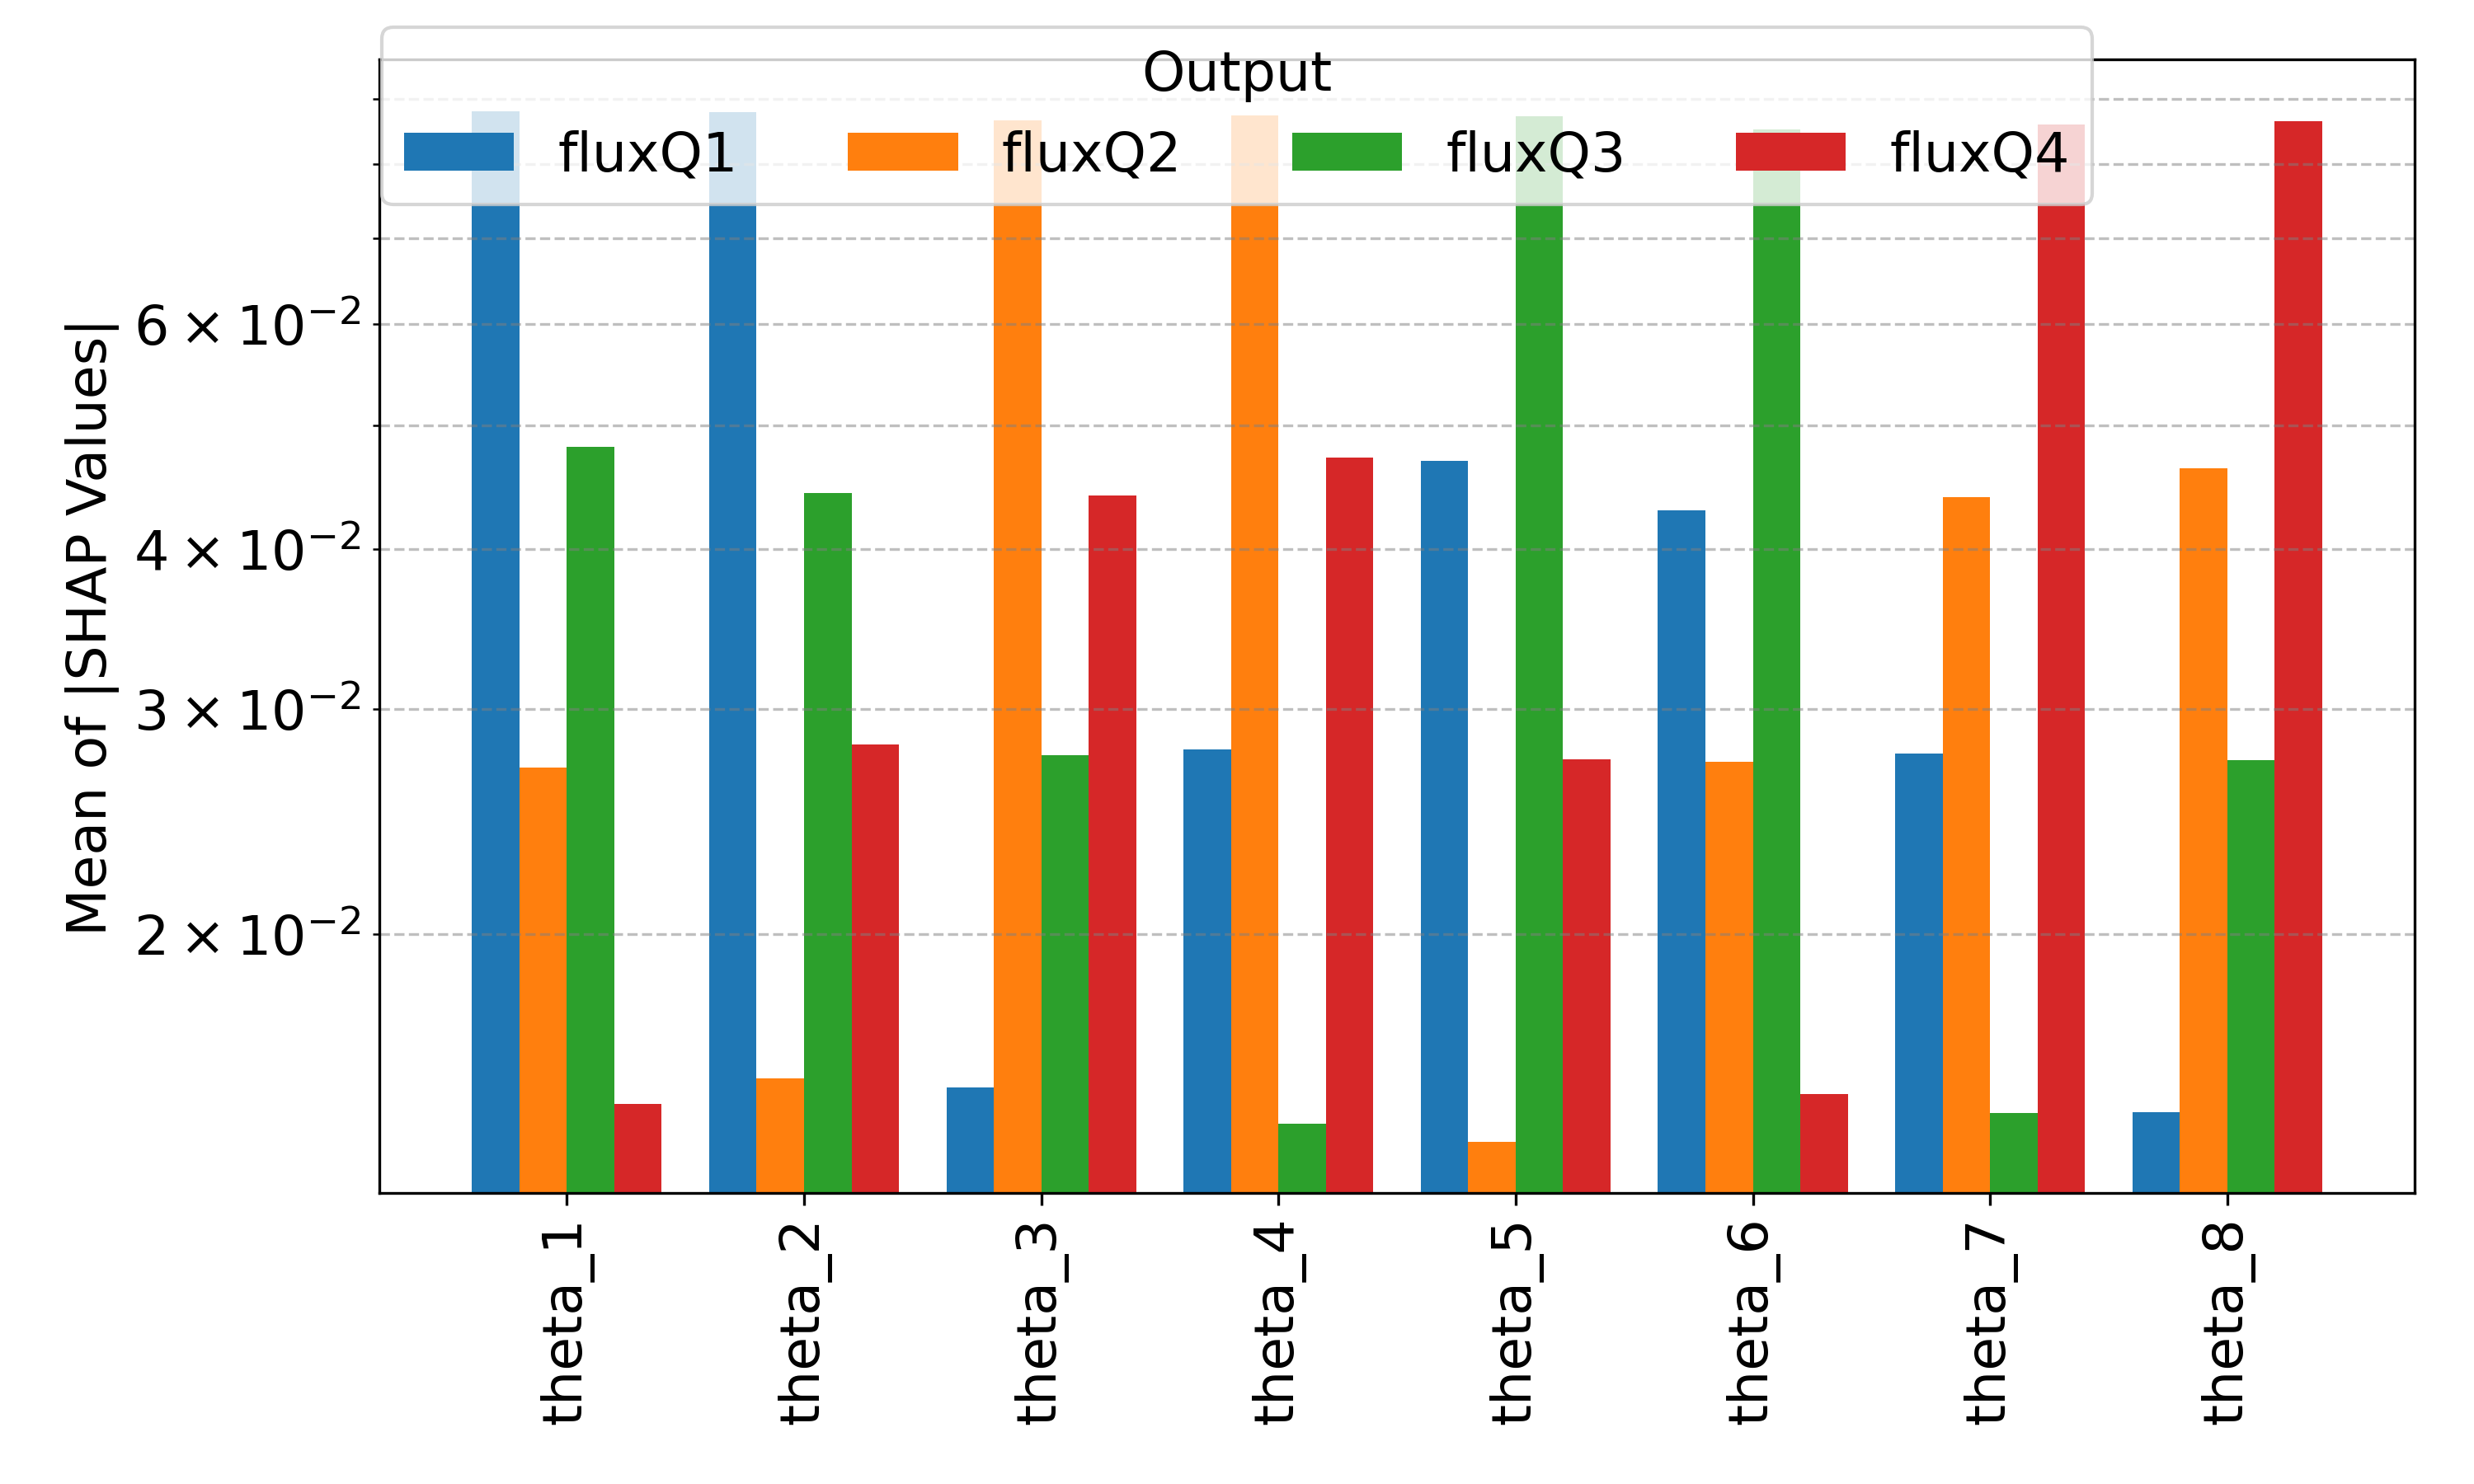 Output
fluxQ1 fluxQ2 fluxQ3 fluxQ4
Mean of |SHAP Values|
6 × 10⁻²
4 × 10⁻²
3 × 10⁻²
2 × 10⁻²
theta_1 theta_2 theta_3 theta_4 theta_5 theta_6 theta_7 theta_8